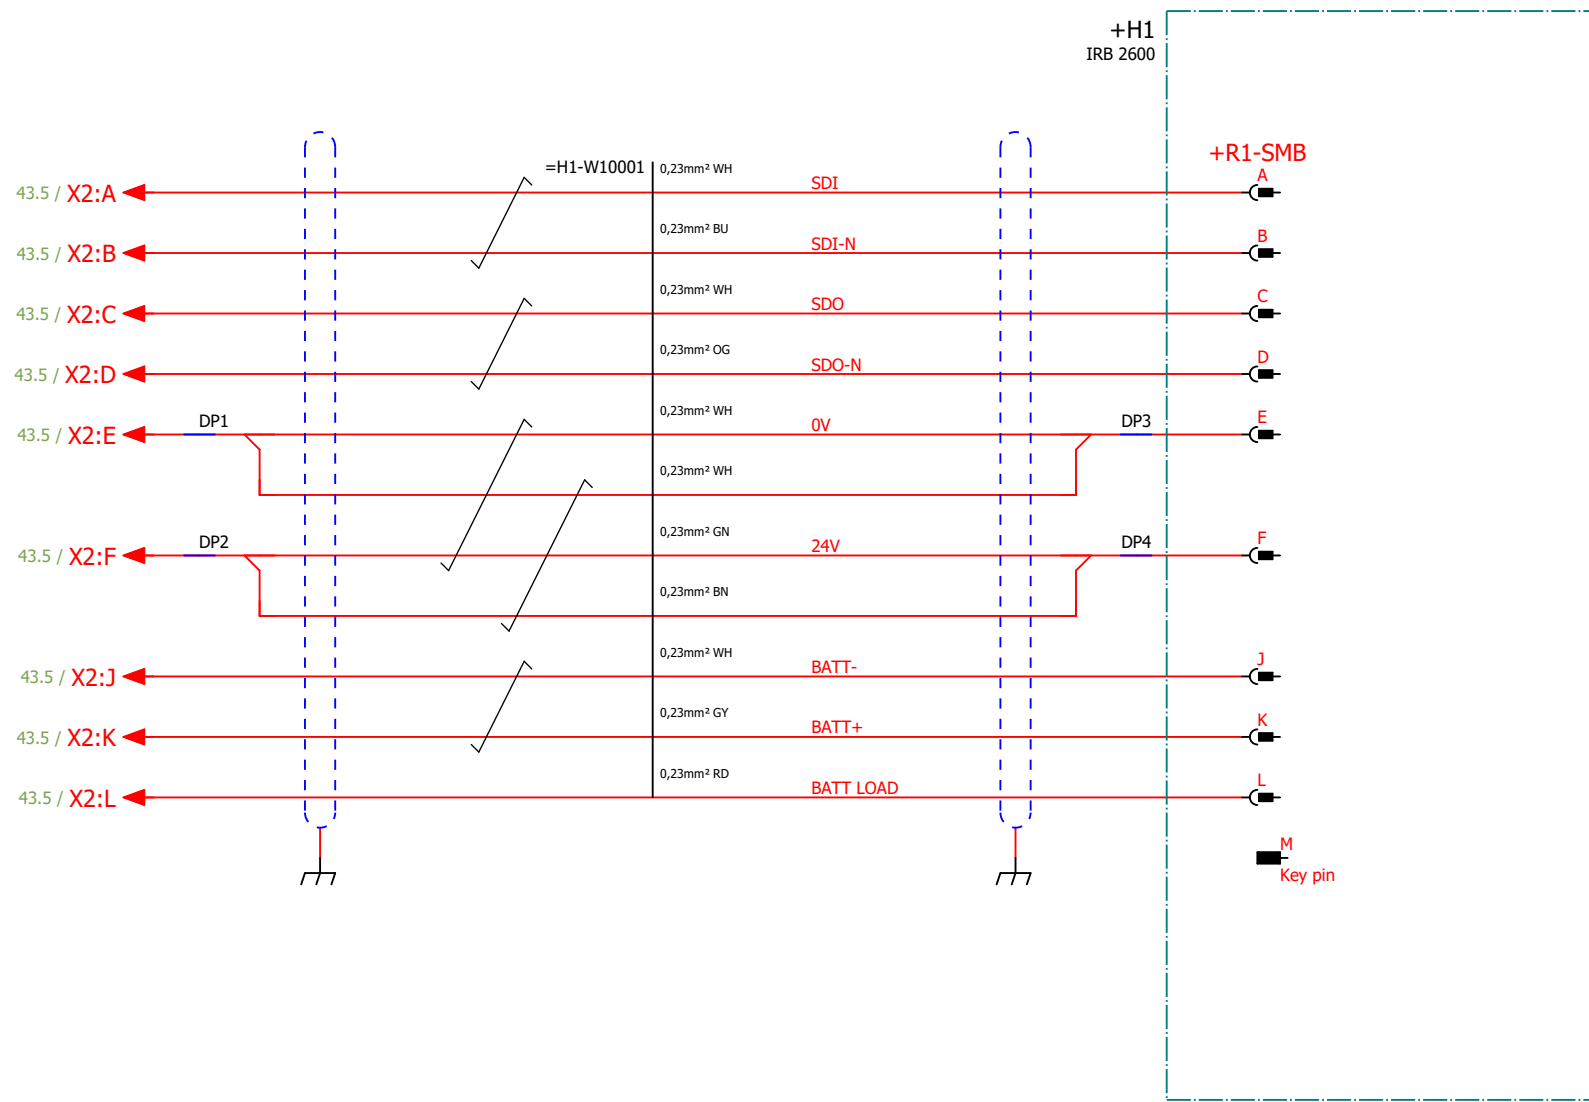 +H1
IRB 2600
+R1-SMB
=H1-W10001
0,23mm² WH
43.5 / X2:A
SDI
A
0,23mm² BU
43.5 / X2:B
SDI-N
B
0,23mm² WH
43.5 / X2:C
SDO
C
0,23mm² OG
43.5 / X2:D
SDO-N
D
0,23mm² WH
43.5 / X2:E
DP1
0V
DP3
E
0,23mm² WH
0,23mm² GN
43.5 / X2:F
DP2
24V
DP4
F
0,23mm² BN
0,23mm² WH
43.5 / X2:J
BATT-
J
0,23mm² GY
43.5 / X2:K
BATT+
K
0,23mm² RD
43.5 / X2:L
BATT LOAD
L
M
Key pin